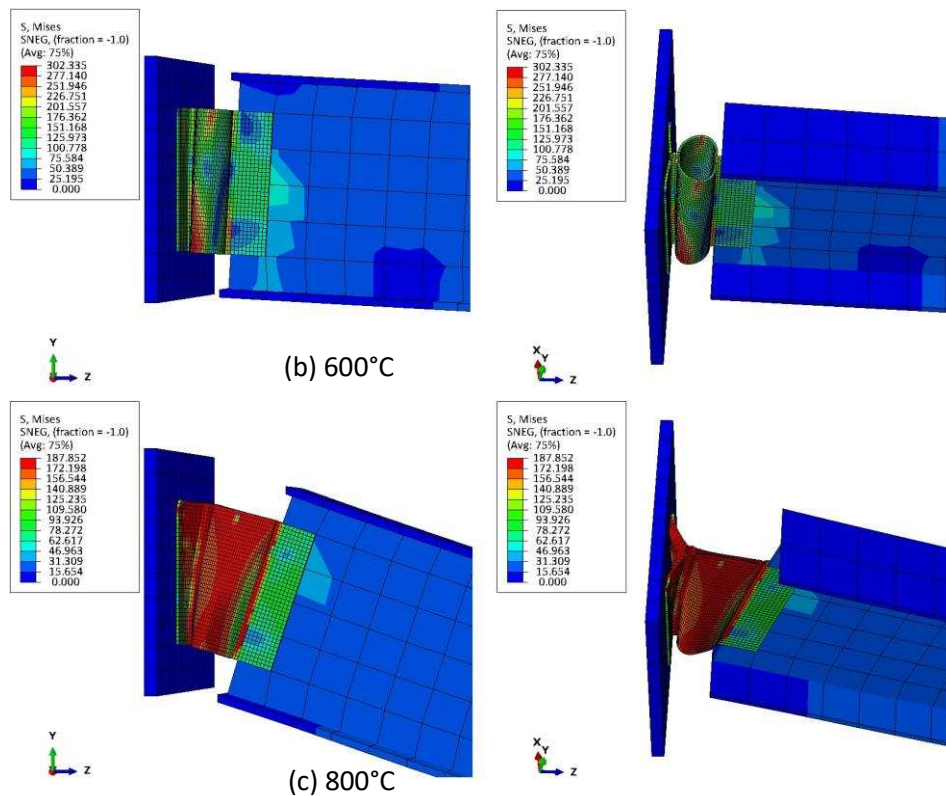 S, Mises
SNEG, (fraction = -1.0)
(Avg: 75%)
302.335
277.140
251.946
226.751
201.557
176.362
151.168
125.973
100.778
75.584
50.389
25.195
0.000
Y
Z
S, Mises
SNEG, (fraction = -1.0)
(Avg: 75%)
302.335
277.140
251.946
226.751
201.557
176.362
151.168
125.973
100.778
75.584
50.389
25.195
0.000
X
Y
Z
(b) 600°C
S, Mises
SNEG, (fraction = -1.0)
(Avg: 75%)
187.852
172.198
156.544
140.889
125.235
109.580
93.926
78.272
62.617
46.963
31.309
15.654
0.000
Y
Z
S, Mises
SNEG, (fraction = -1.0)
(Avg: 75%)
187.852
172.198
156.544
140.889
125.235
109.580
93.926
78.272
62.617
46.963
31.309
15.654
0.000
X
Y
Z
(c) 800°C